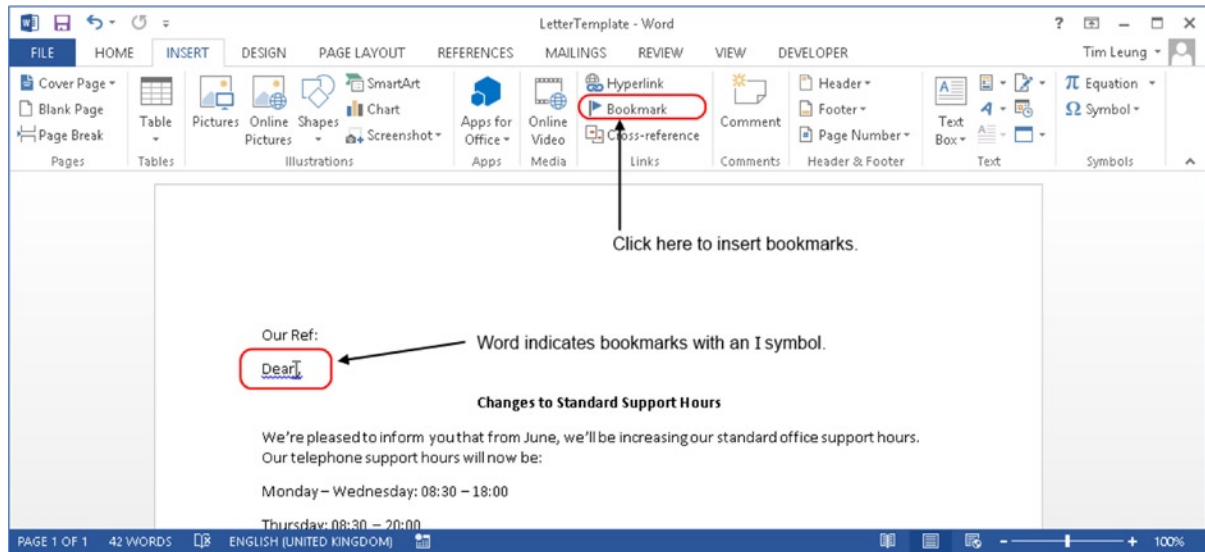 LetterTemplate - Word
FILE HOME INSERT DESIGN PAGE LAYOUT REFERENCES MAILINGS REVIEW VIEW DEVELOPER Tim Leung
Cover Page
Blank Page
Page Break
Pages
Table
Tables
Pictures
Online Pictures
Shapes
SmartArt
Chart
Screenshot
Illustrations
Apps for Office
Apps
Online Video
Media
Hyperlink
Bookmark
Cross-reference
Links
Comment
Comments
Header
Footer
Page Number
Header & Footer
Text Box
Text
π Equation
Ω Symbol
Symbols
Click here to insert bookmarks.
Our Ref:
Word indicates bookmarks with an I symbol.
Dear
Changes to Standard Support Hours
We're pleased to inform you that from June, we'll be increasing our standard office support hours.
Our telephone support hours will now be:
Monday – Wednesday: 08:30 – 18:00
Thursday: 08:30 – 20:00
PAGE 1 OF 1 42 WORDS ENGLISH (UNITED KINGDOM) 100%